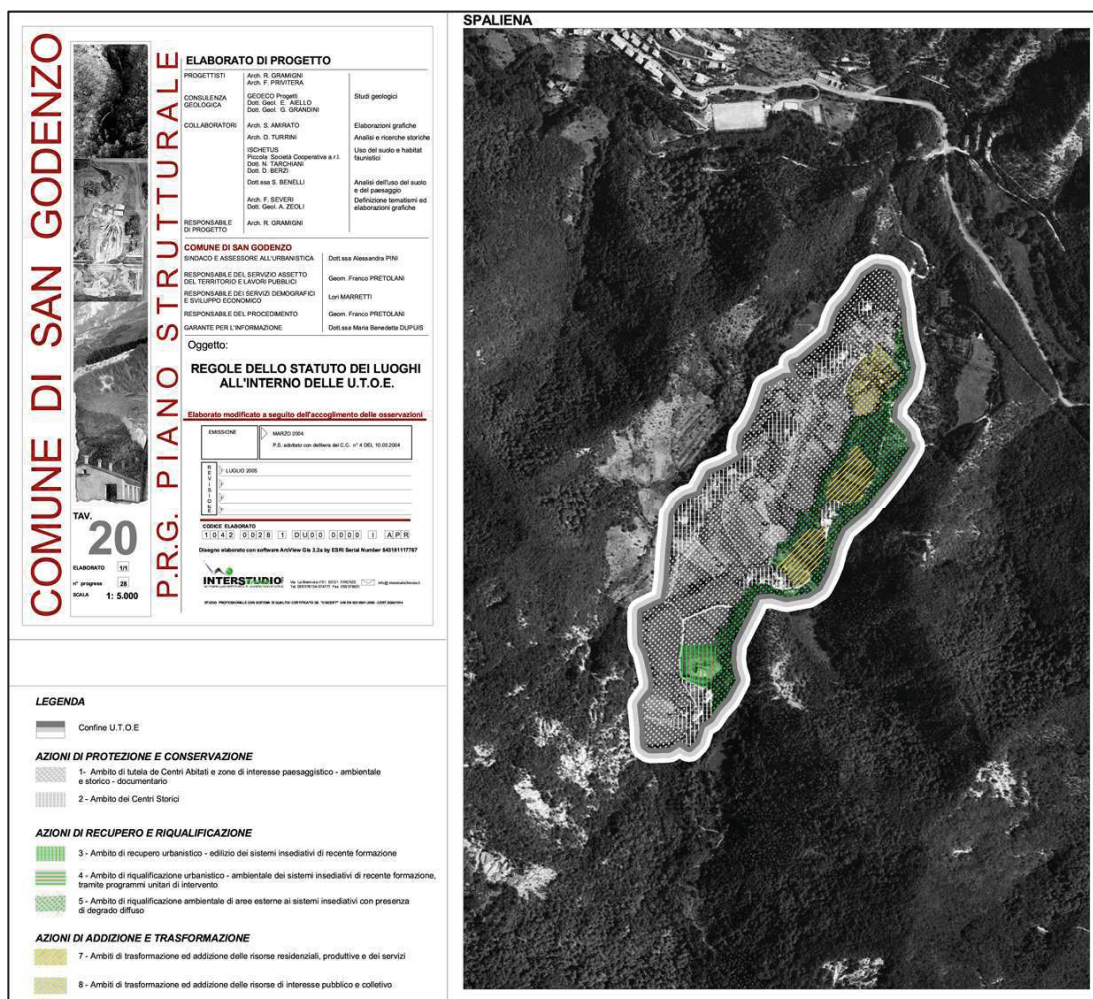 COMUNE DI SAN GODENZO
P.R.G. PIANO STRUTTURALE
TAV.
20
ELABORATO 1/1
n° progress 28
SCALA 1: 5.000
ELABORATO DI PROGETTO
PROGETTISTI Arch. R. GRAMIGNI
Arch. F. PRIVITERA
CONSULENZA GEOLOGICA GEOECO Progetti Studi geologici
Dott. Geol. E. AIELLO
Dott. Geol. G. GRANDINI
COLLABORATORI Arch. S. AMIRATO Elaborazioni grafiche
Arch. D. TURRINI Analisi e ricerche storiche
ISCHETUS Uso del suolo e habitat
Piccola Società Cooperativa a r.l. faunistici
Dott. N. TARCHIANI
Dott. D. BERZI
Dott.ssa S. BENELLI Analisi dell'uso del suolo
e del paesaggio
Arch. F. SEVERI Definizione tematismi ed
Dott. Geol. A. ZEOLI elaborazioni grafiche
RESPONSABILE Arch. R. GRAMIGNI
DI PROGETTO
COMUNE DI SAN GODENZO
SINDACO E ASSESSORE ALL'URBANISTICA Dott.ssa Alessandra PINI
RESPONSABILE DEL SERVIZIO ASSETTO
DEL TERRITORIO E LAVORI PUBBLICI Geom. Franco PRETOLANI
RESPONSABILE DEI SERVIZI DEMOGRAFICI
E SVILUPPO ECONOMICO Lori MARRETTI
RESPONSABILE DEL PROCEDIMENTO Geom. Franco PRETOLANI
GARANTE PER L'INFORMAZIONE Dott.ssa Maria Benedetta DUPUIS
Oggetto:
REGOLE DELLO STATUTO DEI LUOGHI
ALL'INTERNO DELLE U.T.O.E.
Elaborato modificato a seguito dell'accoglimento delle osservazioni
EMISSIONE MARZO 2004
P.S. adottato con delibera del C.C. n° 4 DEL 10.03.2004
REVISIONE LUGLIO 2005
CODICE ELABORATO
1042 0028 1 DU00 0000 I APR
Disegno elaborato con software ArcView Gis 3.2a by ESRI Serial Number 843181117787
INTERSTUDIO
SPALIENA
LEGENDA
Confine U.T.O.E
AZIONI DI PROTEZIONE E CONSERVAZIONE
1- Ambito di tutela de Centri Abitati e zone di interesse paesaggistico - ambientale
e storico - documentario
2 - Ambito dei Centri Storici
AZIONI DI RECUPERO E RIQUALIFICAZIONE
3 - Ambito di recupero urbanistico - edilizio dei sistemi insediativi di recente formazione
4 - Ambito di riqualificazione urbanistico - ambientale dei sistemi insediativi di recente formazione,
tramite programmi unitari di intervento
5 - Ambito di riqualificazione ambientale di aree esterne ai sistemi insediativi con presenza
di degrado diffuso
AZIONI DI ADDIZIONE E TRASFORMAZIONE
7 - Ambiti di trasformazione ed addizione delle risorse residenziali, produttive e dei servizi
8 - Ambiti di trasformazione ed addizione delle risorse di interesse pubblico e colletivo